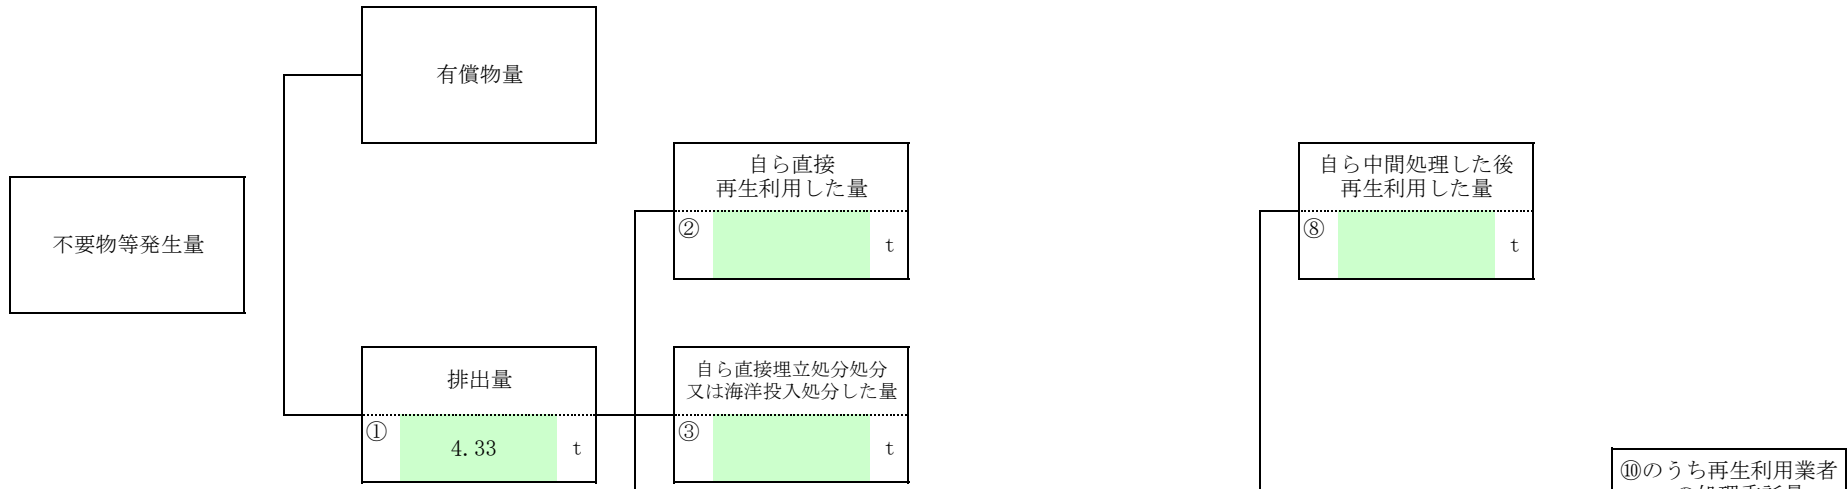 有償物量
自ら直接
再生利用した量
②
t
自ら中間処理した後
再生利用した量
⑧
t
不要物等発生量
排出量
①
4.33
t
自ら直接埋立処分処分
又は海洋投入処分した量
③
t
⑩のうち再生利用業者